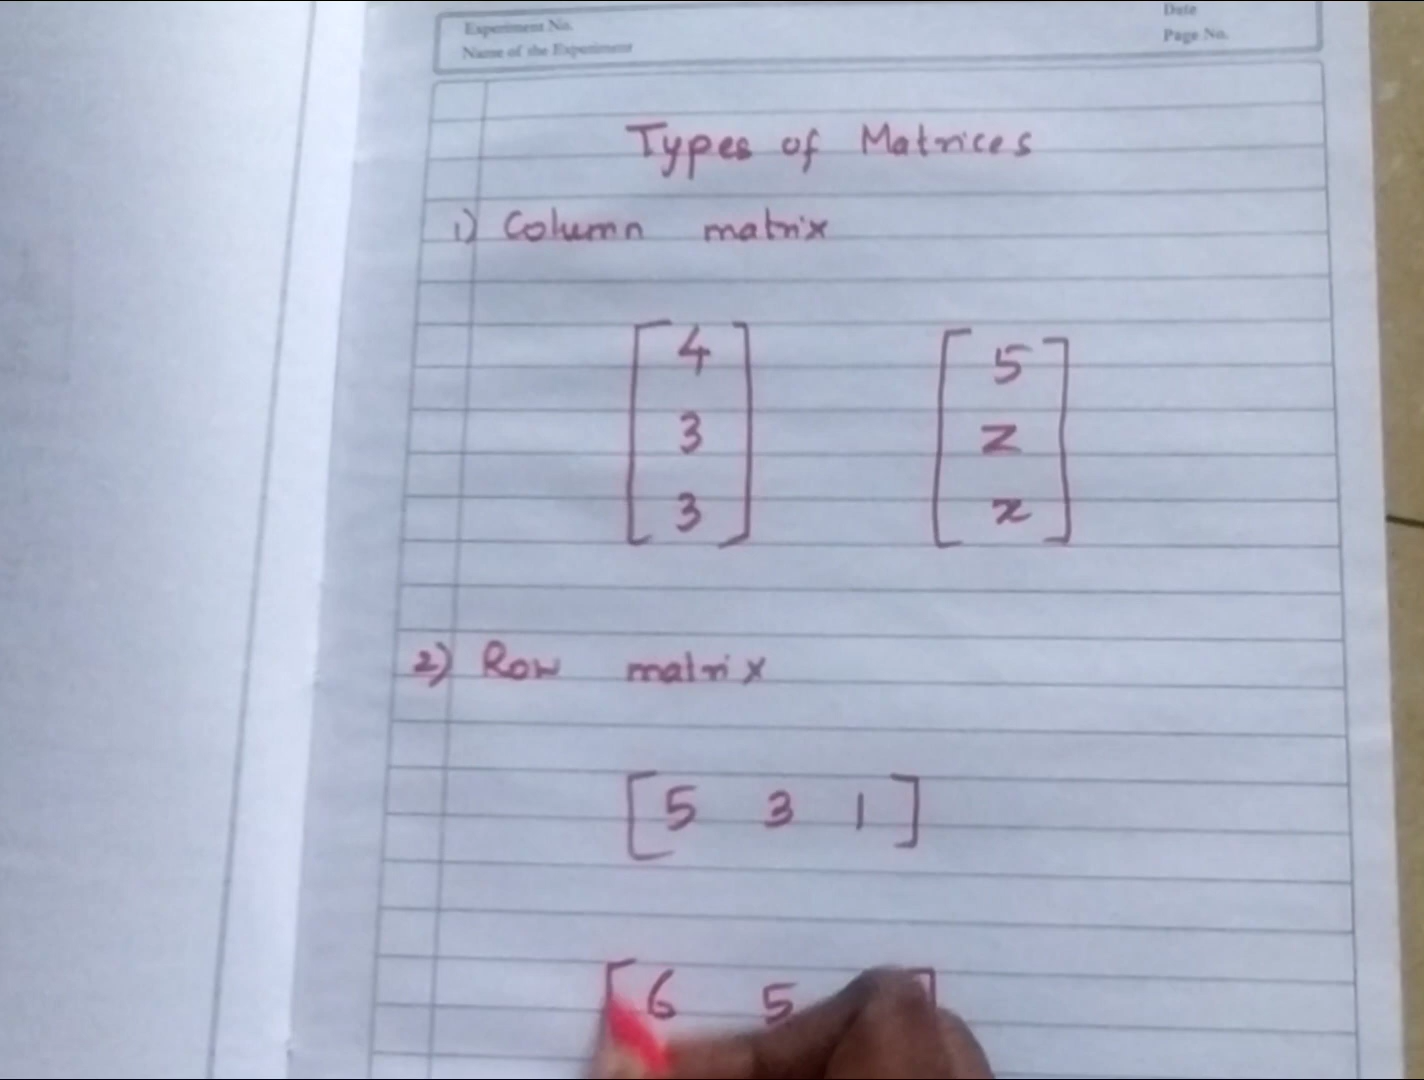 Experiment No.
Name of the Experiment
Date
Page No.
Types of Matrices
1) Column matrix
[ 4 ] [ 5 ]
[ 3 ] [ z ]
[ 3 ] [ x ]
2) Row matrix
[ 5 3 1 ]
[ 6 5 ]